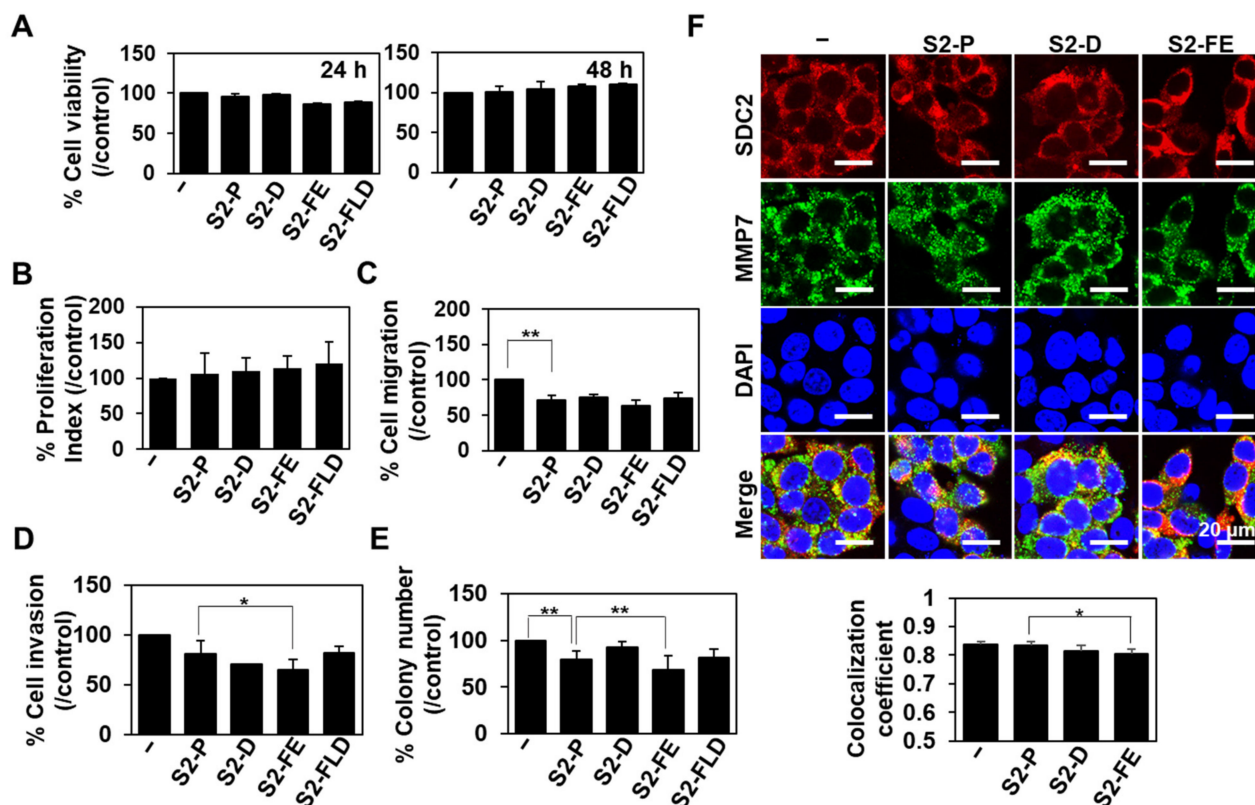 A
% Cell viability
(/control)
150
100
50
0
24 h
–
S2-P
S2-D
S2-FE
S2-FLD
150
100
50
0
48 h
–
S2-P
S2-D
S2-FE
S2-FLD
B
% Proliferation
Index (/control)
200
150
100
50
0
–
S2-P
S2-D
S2-FE
S2-FLD
C
% Cell migration
(/control)
200
150
100
50
0
**
–
S2-P
S2-D
S2-FE
S2-FLD
D
% Cell invasion
(/control)
150
100
50
0
*
–
S2-P
S2-D
S2-FE
S2-FLD
E
% Colony number
(/control)
150
100
50
0
**
**
–
S2-P
S2-D
S2-FE
S2-FLD
F
– S2-P S2-D S2-FE
SDC2
MMP7
DAPI
Merge
20 µm
Colocalization
coefficient
1
0.9
0.8
0.7
0.6
0.5
*
–
S2-P
S2-D
S2-FE